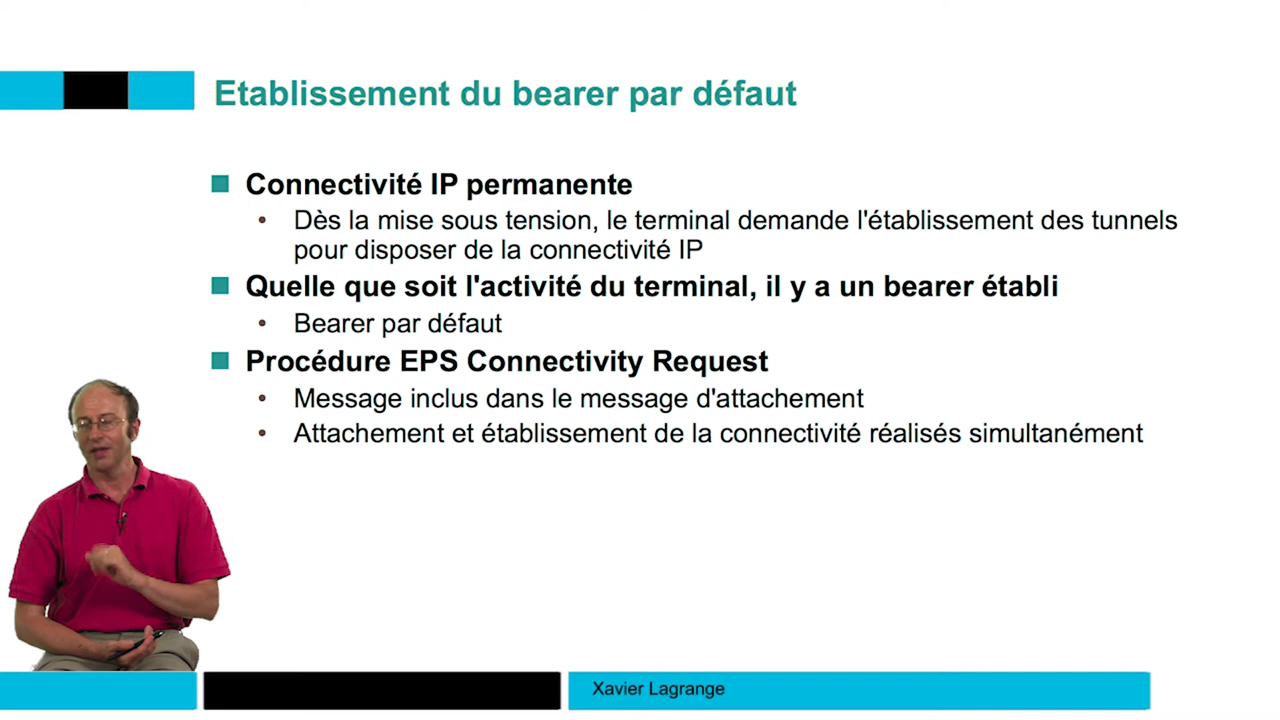 Etablissement du bearer par défaut
Connectivité IP permanente
• Dès la mise sous tension, le terminal demande l'établissement des tunnels
pour disposer de la connectivité IP
Quelle que soit l'activité du terminal, il y a un bearer établi
• Bearer par défaut
Procédure EPS Connectivity Request
• Message inclus dans le message d'attachement
• Attachement et établissement de la connectivité réalisés simultanément
Xavier Lagrange